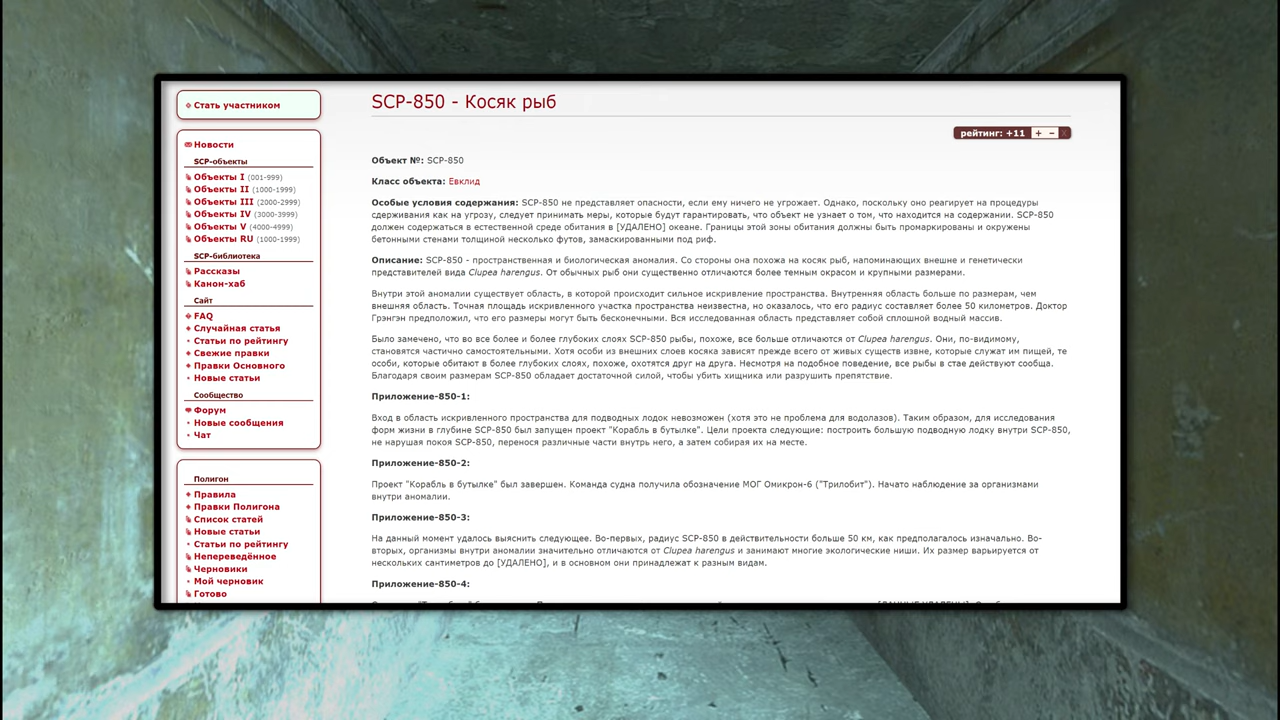 Стать участником
Новости
SCP-объекты
Объекты I (001-999)
Объекты II (1000-1999)
Объекты III (2000-2999)
Объекты IV (3000-3999)
Объекты V (4000-4999)
Объекты RU (1000-1999)
SCP-библиотека
Рассказы
Канон-хаб
Сайт
FAQ
Случайная статья
Статьи по рейтингу
Свежие правки
Правки Основного
Новые статьи
Сообщество
Форум
Новые сообщения
Чат
Полигон
Правила
Правки Полигона
Список статей
Новые статьи
Статьи по рейтингу
Непереведённое
Черновики
Мой черновик
Готово
SCP-850 - Косяк рыб
рейтинг: +11 + − X
Объект №: SCP-850
Класс объекта: Евклид
Особые условия содержания: SCP-850 не представляет опасности, если ему ничего не угрожает. Однако, поскольку оно реагирует на процедуры
сдерживания как на угрозу, следует принимать меры, которые будут гарантировать, что объект не узнает о том, что находится на содержании. SCP-850
должен содержаться в естественной среде обитания в [УДАЛЕНО] океане. Границы этой зоны обитания должны быть промаркированы и окружены
бетонными стенами толщиной несколько футов, замаскированными под риф.
Описание: SCP-850 - пространственная и биологическая аномалия. Со стороны она похожа на косяк рыб, напоминающих внешне и генетически
представителей вида Clupea harengus. От обычных рыб они существенно отличаются более темным окрасом и крупными размерами.
Внутри этой аномалии существует область, в которой происходит сильное искривление пространства. Внутренняя область больше по размерам, чем
внешняя область. Точная площадь искривленного участка пространства неизвестна, но оказалось, что его радиус составляет более 50 километров. Доктор
Грэнгэн предположил, что его размеры могут быть бесконечными. Вся исследованная область представляет собой сплошной водный массив.
Было замечено, что во все более и более глубоких слоях SCP-850 рыбы, похоже, все больше отличаются от Clupea harengus. Они, по-видимому,
становятся частично самостоятельными. Хотя особи из внешних слоев косяка зависят прежде всего от живых существ извне, которые служат им пищей, те
особи, которые обитают в более глубоких слоях, похоже, охотятся друг на друга. Несмотря на подобное поведение, все рыбы в стае действуют сообща.
Благодаря своим размерам SCP-850 обладает достаточной силой, чтобы убить хищника или разрушить препятствие.
Приложение-850-1:
Вход в область искривленного пространства для подводных лодок невозможен (хотя это не проблема для водолазов). Таким образом, для исследования
форм жизни в глубине SCP-850 был запущен проект "Корабль в бутылке". Цели проекта следующие: построить большую подводную лодку внутри SCP-850,
не нарушая покоя SCP-850, перенося различные части внутрь него, а затем собирая их на месте.
Приложение-850-2:
Проект "Корабль в бутылке" был завершен. Команда судна получила обозначение МОГ Омикрон-6 ("Трилобит"). Начато наблюдение за организмами
внутри аномалии.
Приложение-850-3:
На данный момент удалось выяснить следующее. Во-первых, радиус SCP-850 в действительности больше 50 км, как предполагалось изначально. Во-
вторых, организмы внутри аномалии значительно отличаются от Clupea harengus и занимают многие экологические ниши. Их размер варьируется от
нескольких сантиметров до [УДАЛЕНО], и в основном они принадлежат к разным видам.
Приложение-850-4: